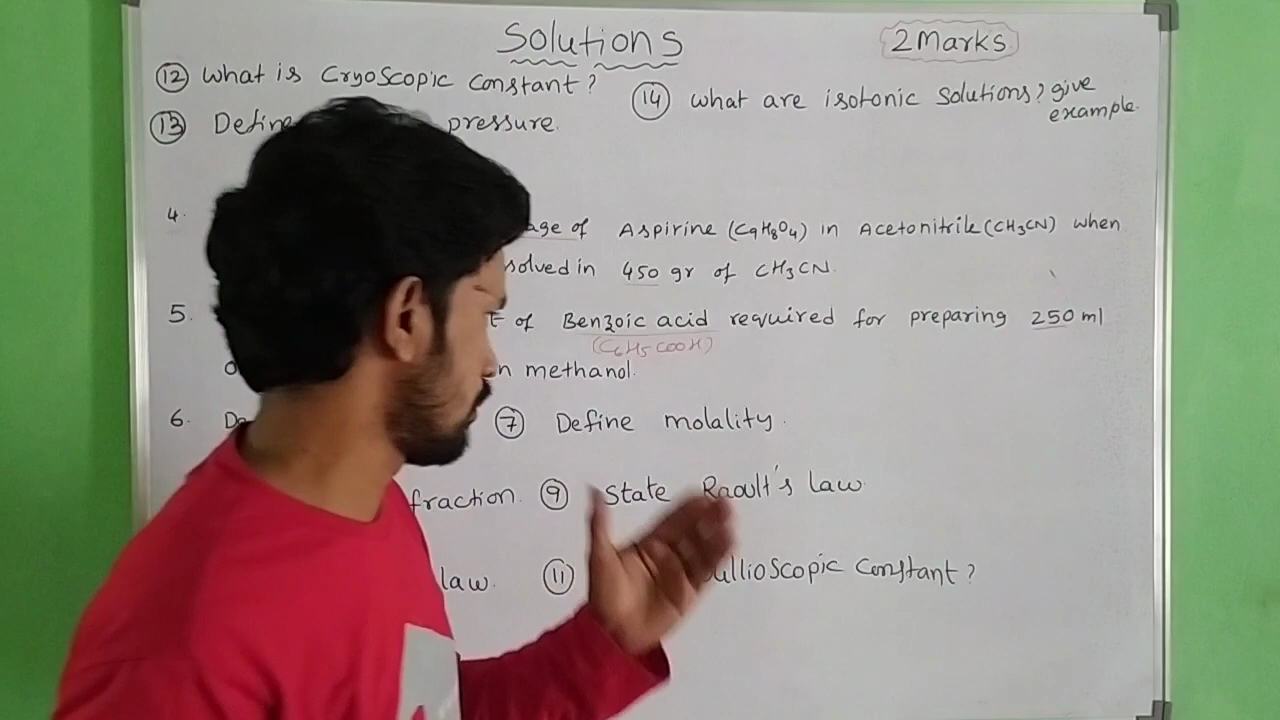 Solutions
2 Marks
12 What is Cryoscopic Constant?
14 what are isotonic solutions? give example.
13 Define pressure.
4. age of Aspirine (C9H8O4) in Acetonitrile (CH3CN) when
solved in 450 gr of CH3CN.
5. of Benzoic acid required for preparing 250 ml
(C6H5COOH)
methanol.
6. 7 Define molality.
fraction. 9 State Raoult's law.
law. 11 ullioscopic constant?